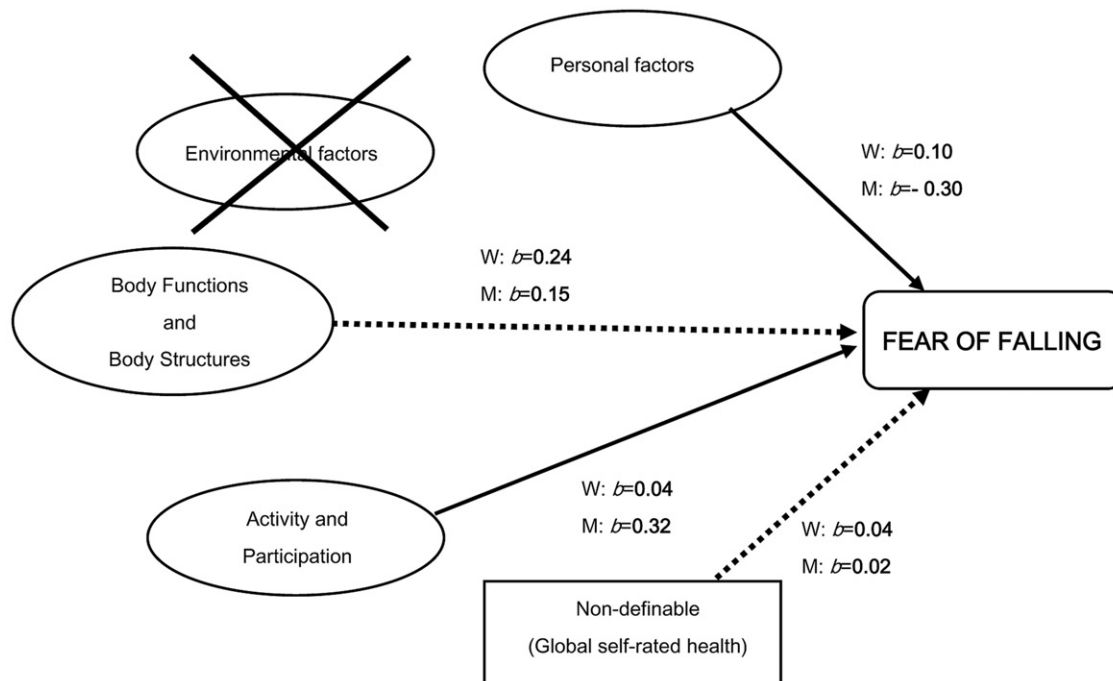 Personal factors
Environmental factors
W: b=0.10
M: b=- 0.30
Body Functions
and
Body Structures
W: b=0.24
M: b=0.15
FEAR OF FALLING
Activity and
Participation
W: b=0.04
M: b=0.32
W: b=0.04
M: b=0.02
Non-definable
(Global self-rated health)